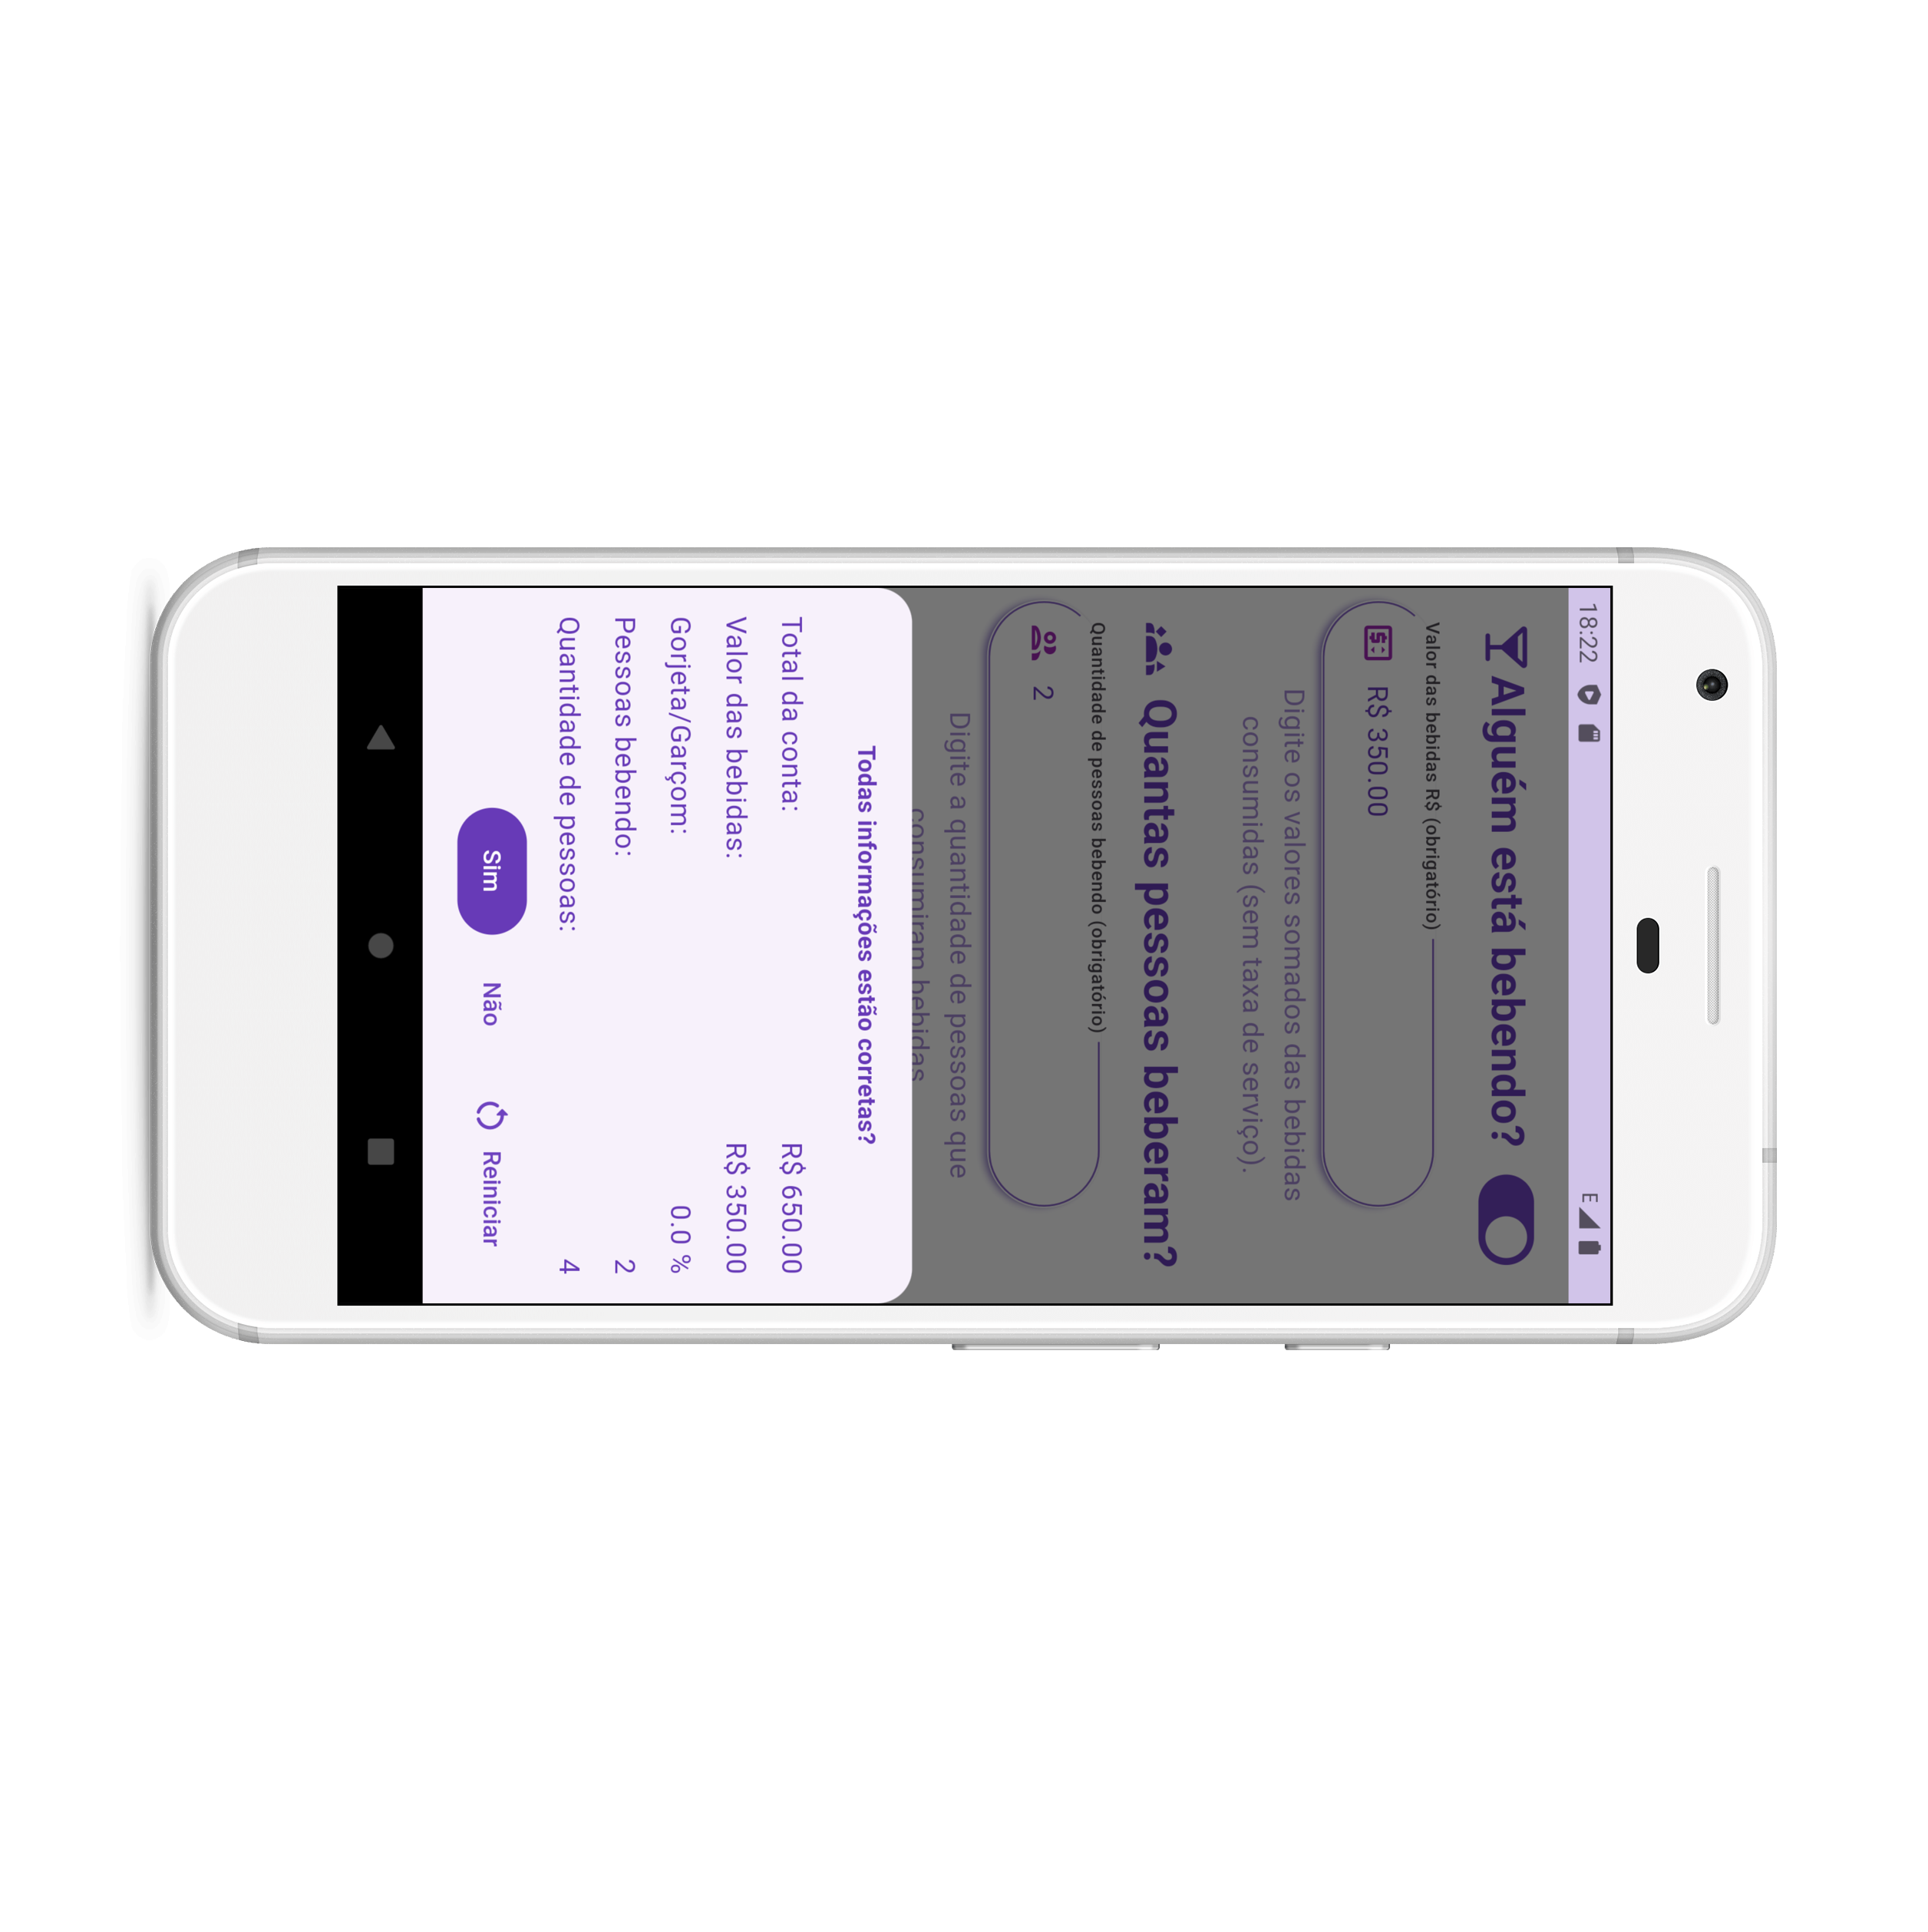 18:22 E
Alguém está bebendo?
Valor das bebidas R$ (obrigatório)
R$ 350.00
Digite os valores somados das bebidas
consumidas (sem taxa de serviço).
Quantas pessoas beberam?
Quantidade de pessoas bebendo (obrigatório)
2
Digite a quantidade de pessoas que
consumiram bebidas
Todas informações estão corretas?
Total da conta: R$ 650.00
Valor das bebidas: R$ 350.00
Gorjeta/Garçom: 0.0 %
Pessoas bebendo: 2
Quantidade de pessoas: 4
Sim Não Reiniciar